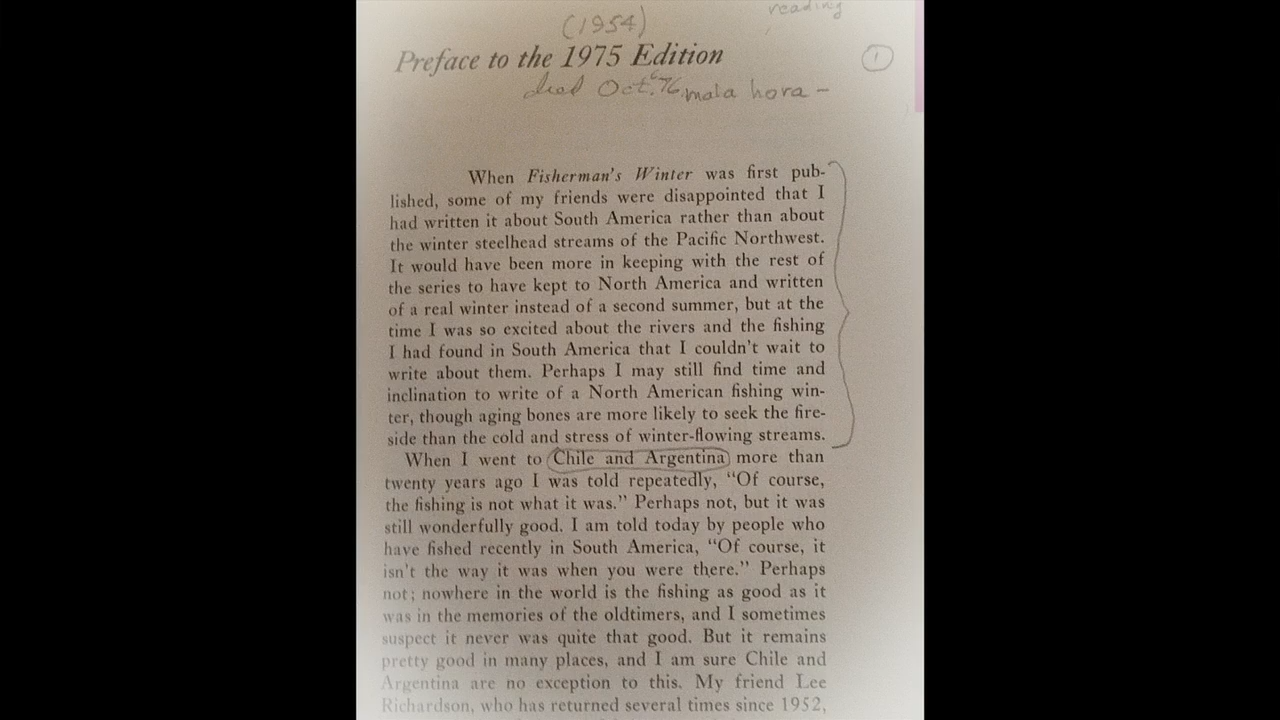 reading
(1954)
Preface to the 1975 Edition
1
died Oct. 6 76. mala hora -
When Fisherman's Winter was first pub-
lished, some of my friends were disappointed that I
had written it about South America rather than about
the winter steelhead streams of the Pacific Northwest.
It would have been more in keeping with the rest of
the series to have kept to North America and written
of a real winter instead of a second summer, but at the
time I was so excited about the rivers and the fishing
I had found in South America that I couldn't wait to
write about them. Perhaps I may still find time and
inclination to write of a North American fishing win-
ter, though aging bones are more likely to seek the fire-
side than the cold and stress of winter-flowing streams.
When I went to Chile and Argentina more than
twenty years ago I was told repeatedly, "Of course,
the fishing is not what it was." Perhaps not, but it was
still wonderfully good. I am told today by people who
have fished recently in South America, "Of course, it
isn't the way it was when you were there." Perhaps
not; nowhere in the world is the fishing as good as it
was in the memories of the oldtimers, and I sometimes
suspect it never was quite that good. But it remains
pretty good in many places, and I am sure Chile and
Argentina are no exception to this. My friend Lee
Richardson, who has returned several times since 1952,